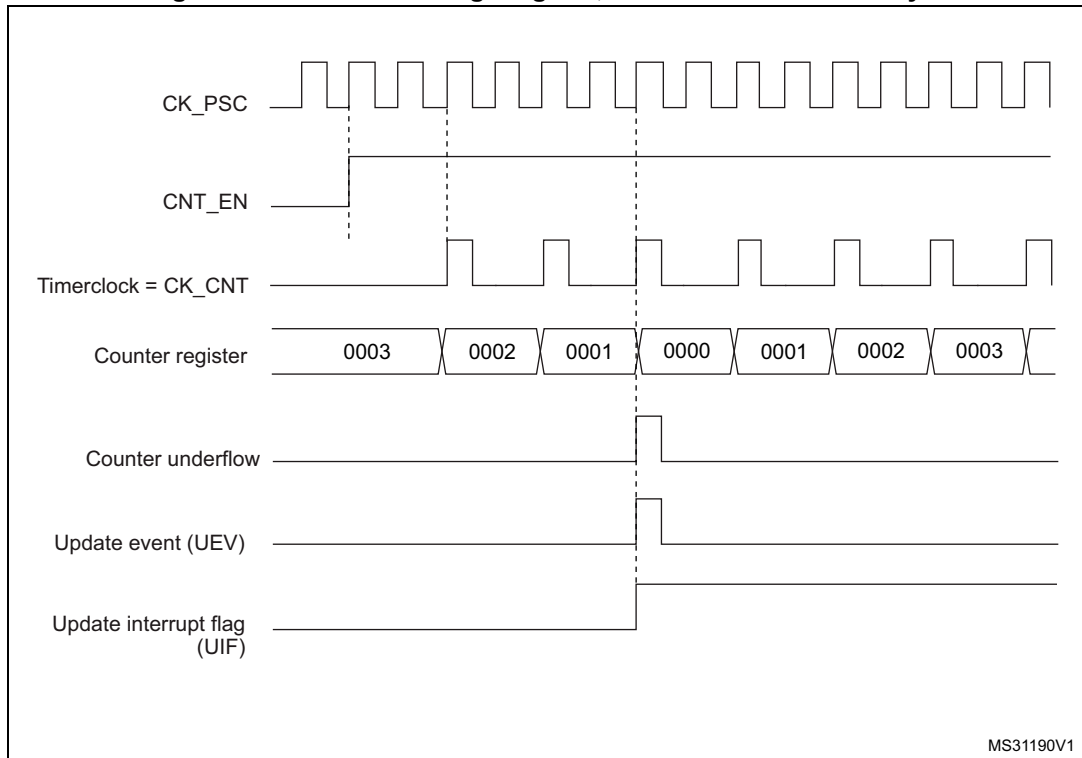 CK_PSC
CNT_EN
Timerclock = CK_CNT
Counter register
0003 0002 0001 0000 0001 0002 0003
Counter underflow
Update event (UEV)
Update interrupt flag
(UIF)
MS31190V1